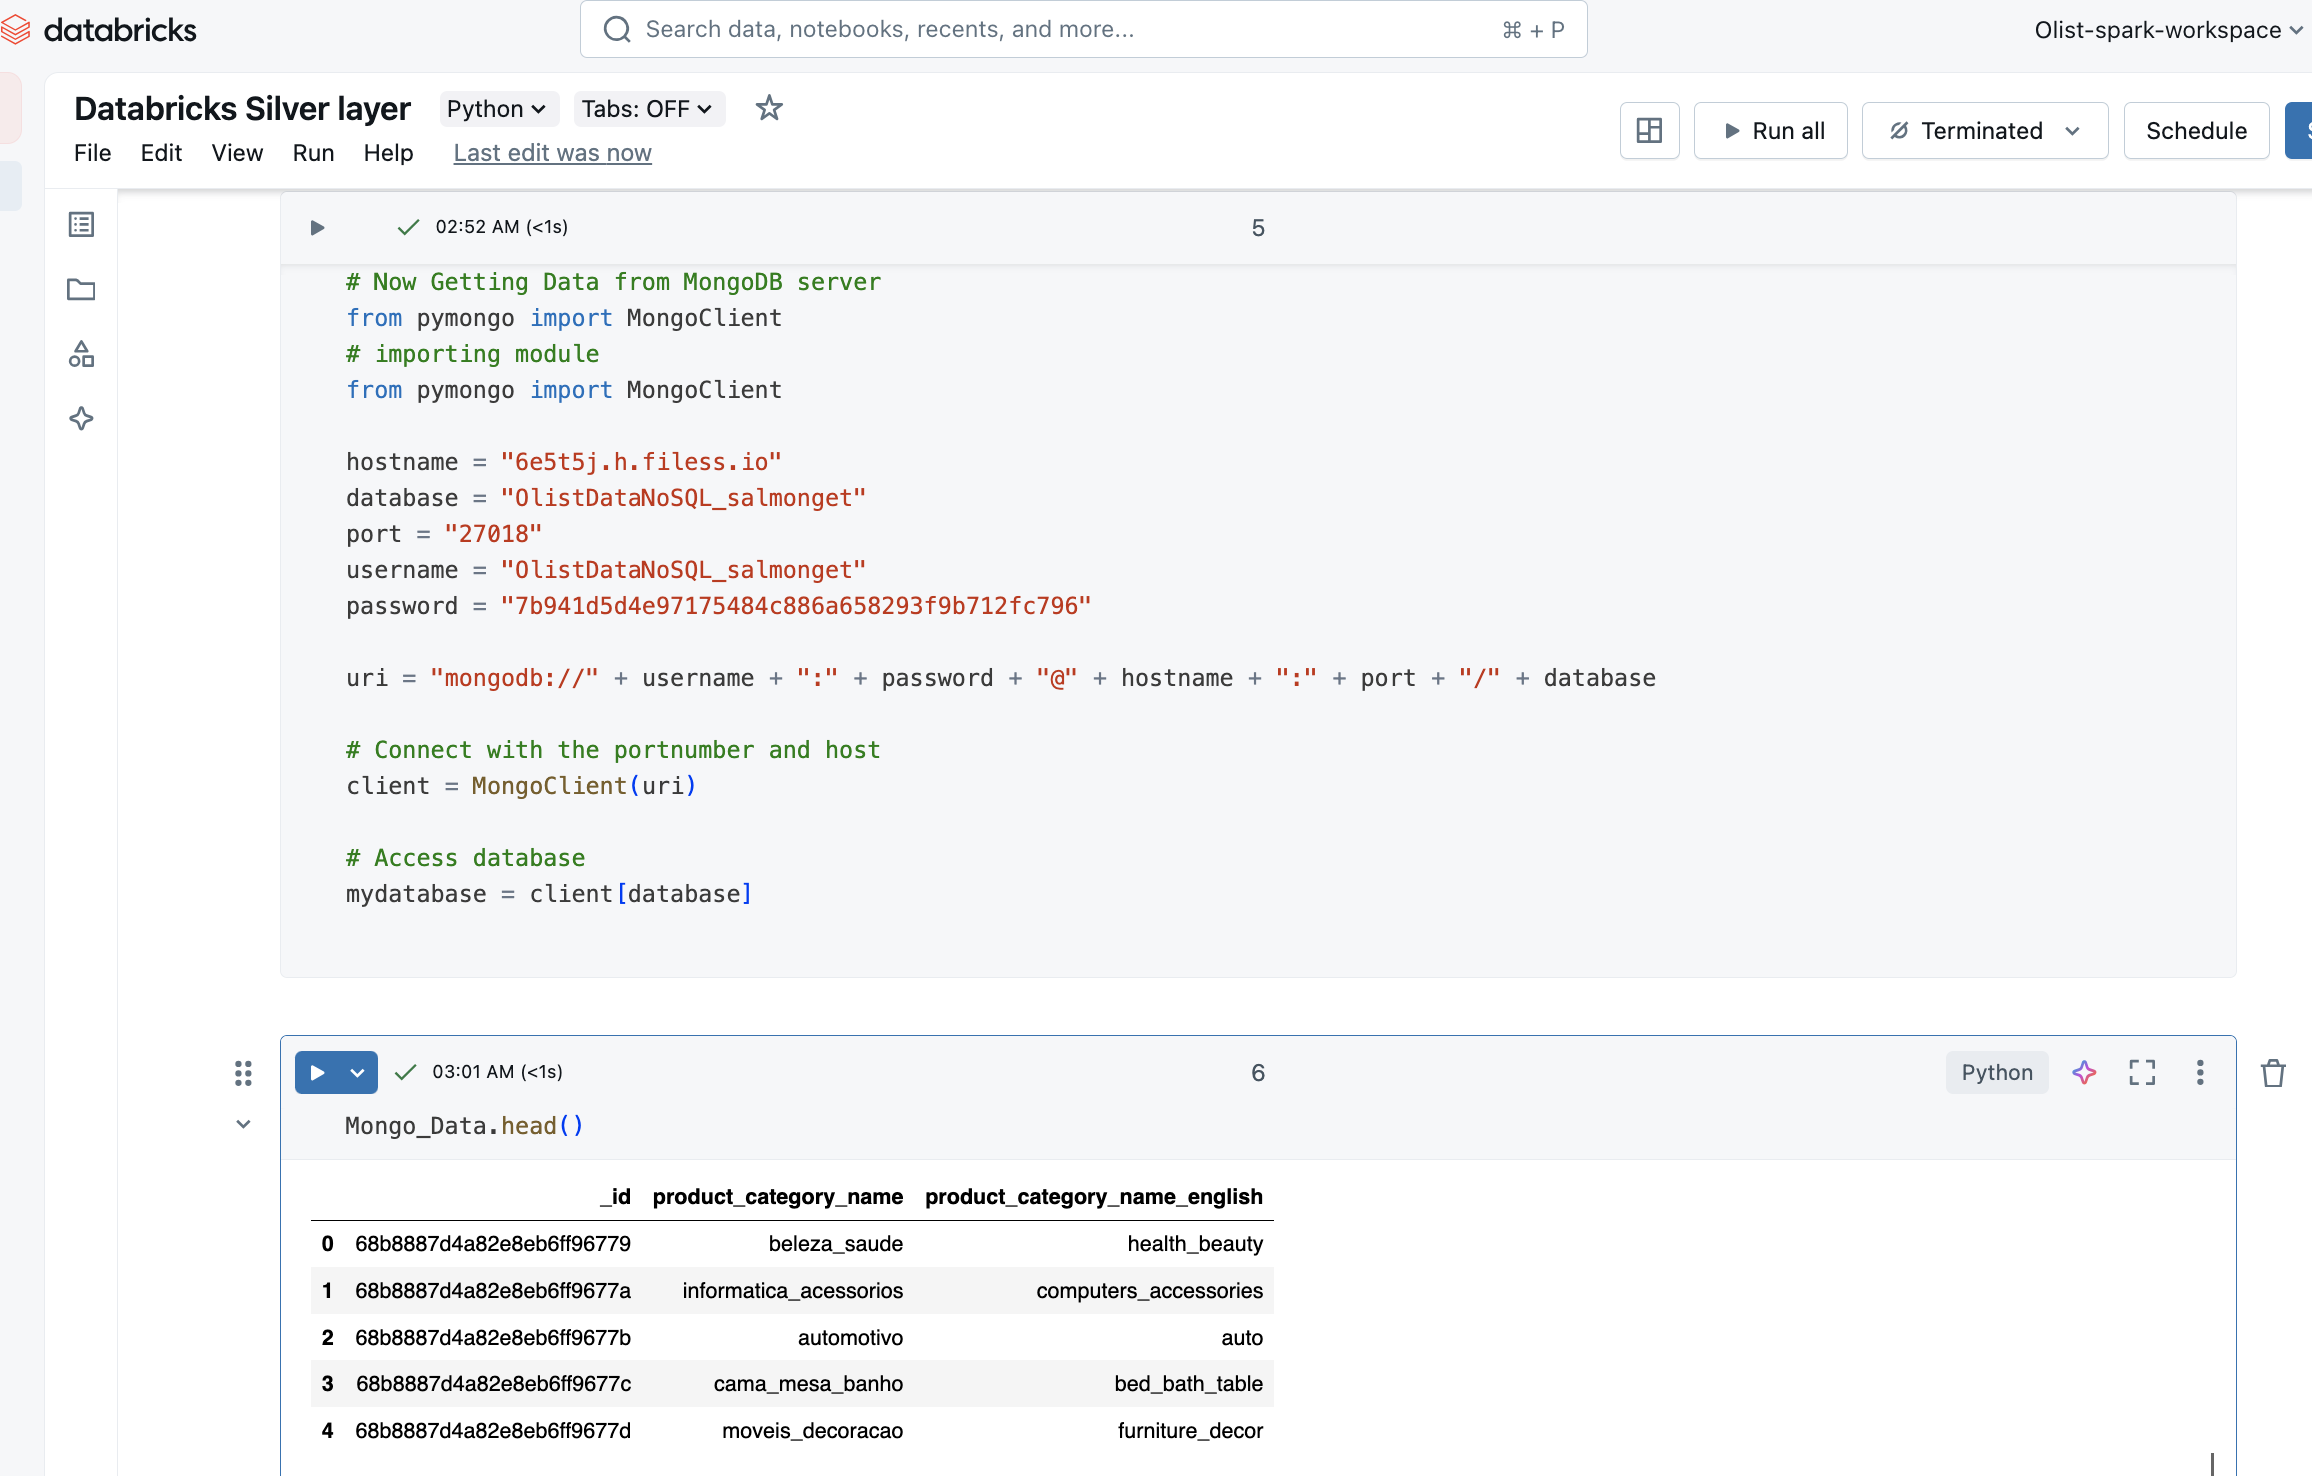 databricks
Search data, notebooks, recents, and more...
⌘ + P
Olist-spark-workspace
Databricks Silver layer
Python
Tabs: OFF
File Edit View Run Help Last edit was now
Run all
Terminated
Schedule
02:52 AM (<1s)
5
# Now Getting Data from MongoDB server
from pymongo import MongoClient
# importing module
from pymongo import MongoClient
hostname = "6e5t5j.h.filess.io"
database = "OlistDataNoSQL_salmonget"
port = "27018"
username = "OlistDataNoSQL_salmonget"
password = "7b941d5d4e97175484c886a658293f9b712fc796"
uri = "mongodb://" + username + ":" + password + "@" + hostname + ":" + port + "/" + database
# Connect with the portnumber and host
client = MongoClient(uri)
# Access database
mydatabase = client[database]
03:01 AM (<1s)
6
Python
Mongo_Data.head()
_id product_category_name product_category_name_english
0 68b8887d4a82e8eb6ff96779 beleza_saude health_beauty
1 68b8887d4a82e8eb6ff9677a informatica_acessorios computers_accessories
2 68b8887d4a82e8eb6ff9677b automotivo auto
3 68b8887d4a82e8eb6ff9677c cama_mesa_banho bed_bath_table
4 68b8887d4a82e8eb6ff9677d moveis_decoracao furniture_decor